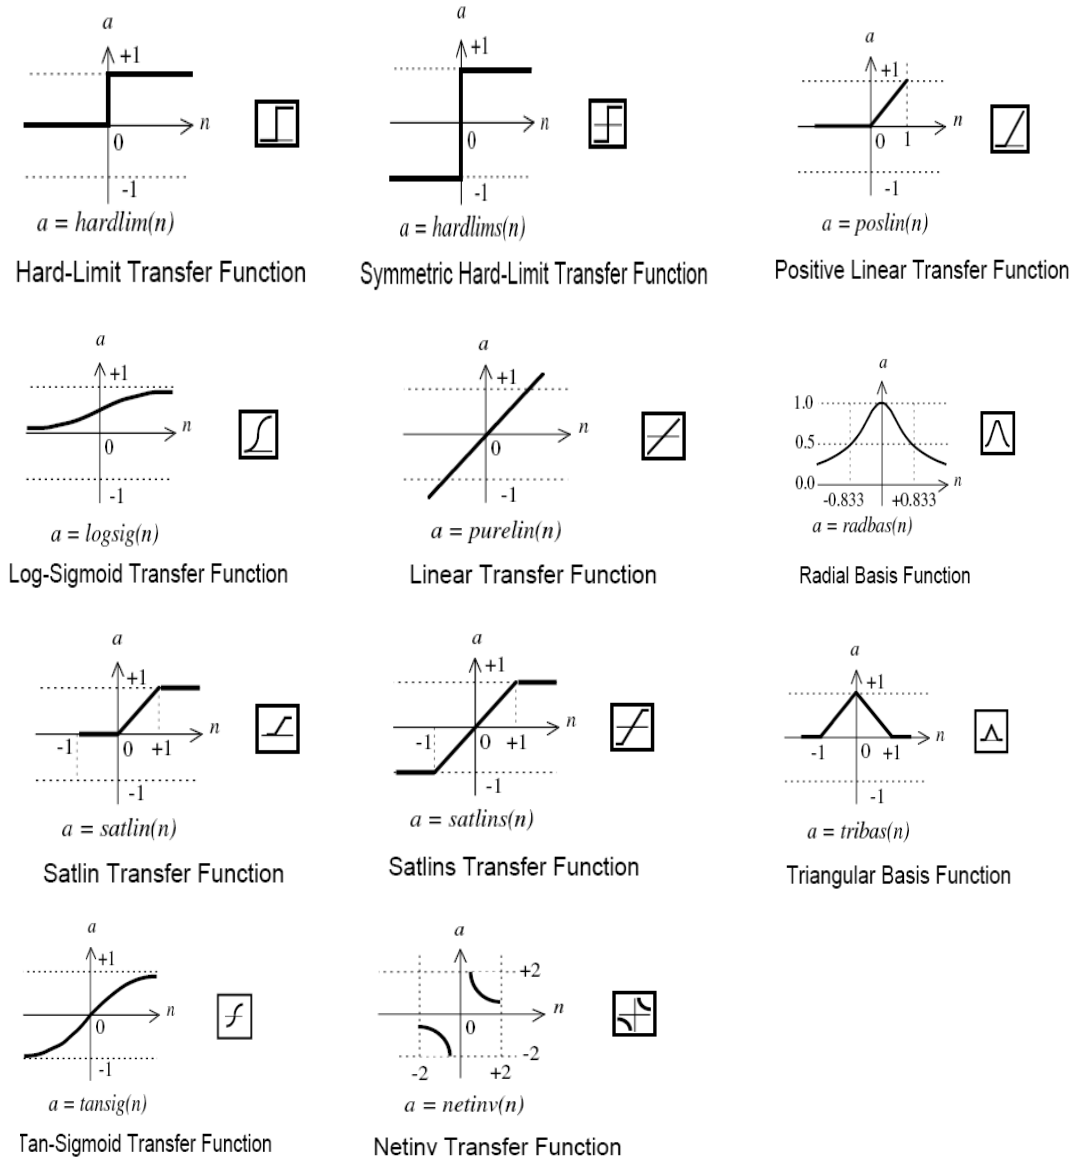 a
+1
n
0
-1
a = hardlim(n)
Hard-Limit Transfer Function
a
+1
n
0
-1
a = hardlims(n)
Symmetric Hard-Limit Transfer Function
a
+1
n
0 1
-1
a = poslin(n)
Positive Linear Transfer Function
a
+1
n
0
-1
a = logsig(n)
Log-Sigmoid Transfer Function
a
+1
n
0
-1
a = purelin(n)
Linear Transfer Function
a
1.0
0.5
0.0
n
-0.833 +0.833
a = radbas(n)
Radial Basis Function
a
+1
n
-1 0 +1
-1
a = satlin(n)
Satlin Transfer Function
a
+1
n
-1 0 +1
-1
a = satlins(n)
Satlins Transfer Function
a
+1
n
-1 0 +1
-1
a = tribas(n)
Triangular Basis Function
a
+1
n
0
-1
a = tansig(n)
Tan-Sigmoid Transfer Function
a
+2
n
0
-2
-2 +2
a = netinv(n)
Netinv Transfer Function